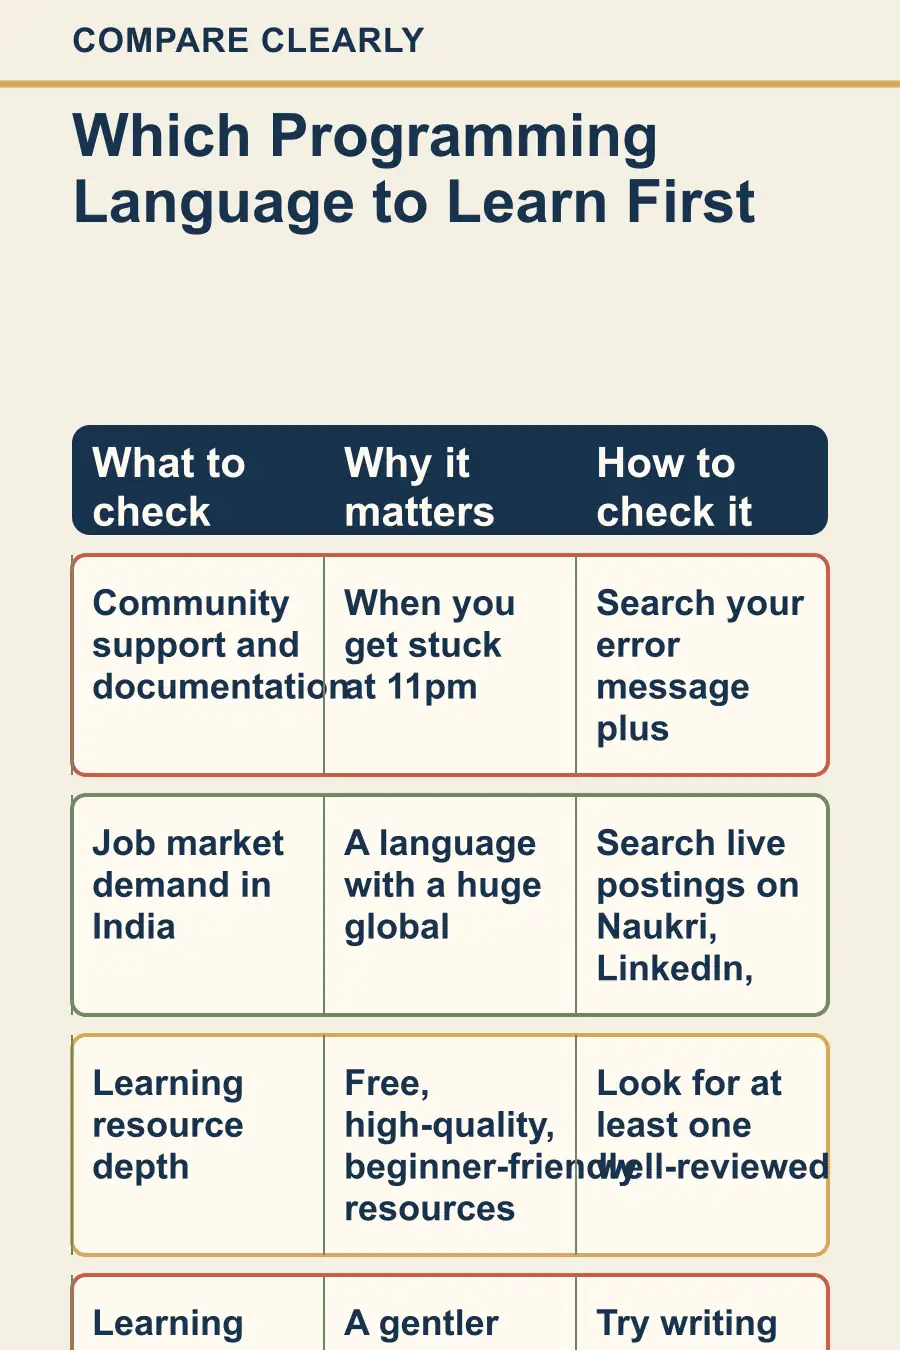 COMPARE CLEARLY
Which Programming
Language to Learn First
What to
check
Why it
matters
How to
check it
Community
support and
documentation
When you
get stuck
at 11pm
Search your
error
message
plus
Job market
demand in
India
A language
with a huge
global
Search live
postings on
Naukri,
LinkedIn,
Learning
resource
depth
Free,
high-quality,
beginner-friendly
resources
Look for at
least one
well-reviewed
Learning
A gentler
Try writing